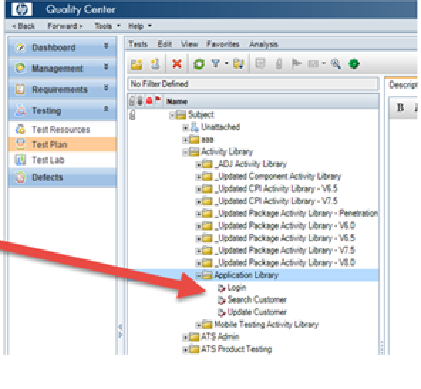 hp Quality Center
Back Forward Tools Help
Dashboard
Management
Requirements
Testing
Test Resources
Test Plan
Test Lab
Defects
Tests Edit View Favorites Analysis
No Filter Defined
Descrip
Name
B
Subject
Unattached
aaa
Activity Library
_ADJ Activity Library
_Updated Component Activity Library
_Updated CPI Activity Library - V6.5
_Updated CPI Activity Library - V7.5
_Updated Package Activity Library - Penetration
_Updated Package Activity Library - V6.0
_Updated Package Activity Library - V6.5
_Updated Package Activity Library - V7.5
_Updated Package Activity Library - V8.0
Application Library
Login
Search Customer
Update Customer
Mobile Testing Activity Library
ATS Admin
ATS Product Testing